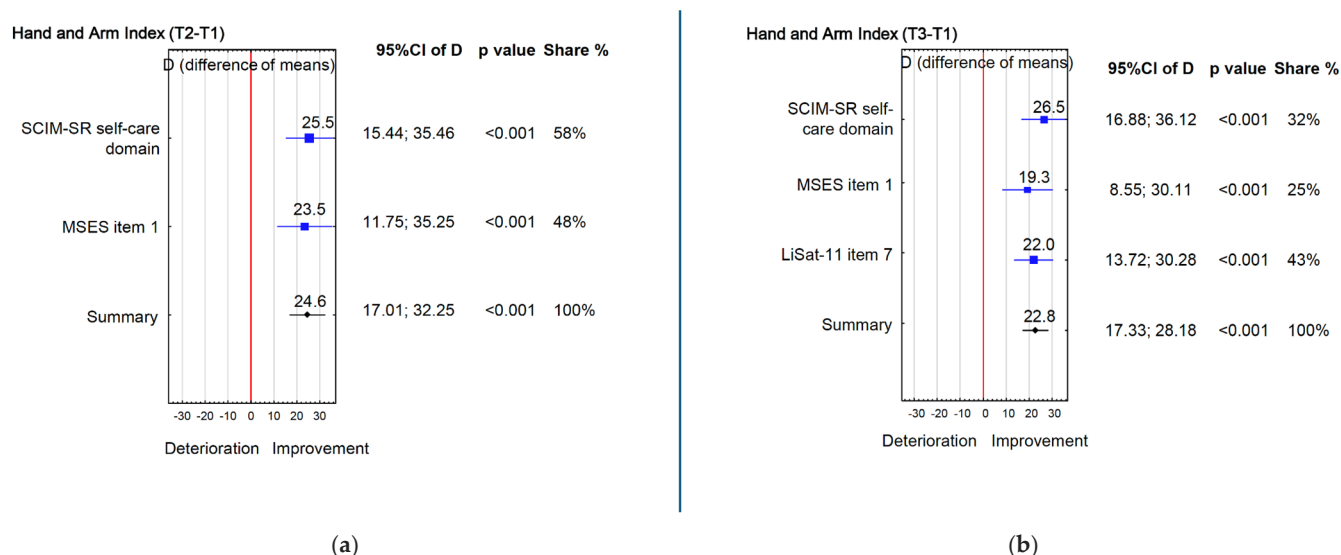 Hand and Arm Index (T2-T1)
D (difference of means)
95%CI of D p value Share %
SCIM-SR self-care
domain
25.5
15.44; 35.46 <0.001 58%
MSES item 1
23.5
11.75; 35.25 <0.001 48%
Summary
24.6
17.01; 32.25 <0.001 100%
-30 -20 -10 0 10 20 30
Deterioration Improvement
(a)
Hand and Arm Index (T3-T1)
D (difference of means)
95%CI of D p value Share %
SCIM-SR self-
care domain
26.5
16.88; 36.12 <0.001 32%
MSES item 1
19.3
8.55; 30.11 <0.001 25%
LiSat-11 item 7
22.0
13.72; 30.28 <0.001 43%
Summary
22.8
17.33; 28.18 <0.001 100%
-30 -20 -10 0 10 20 30
Deterioration Improvement
(b)